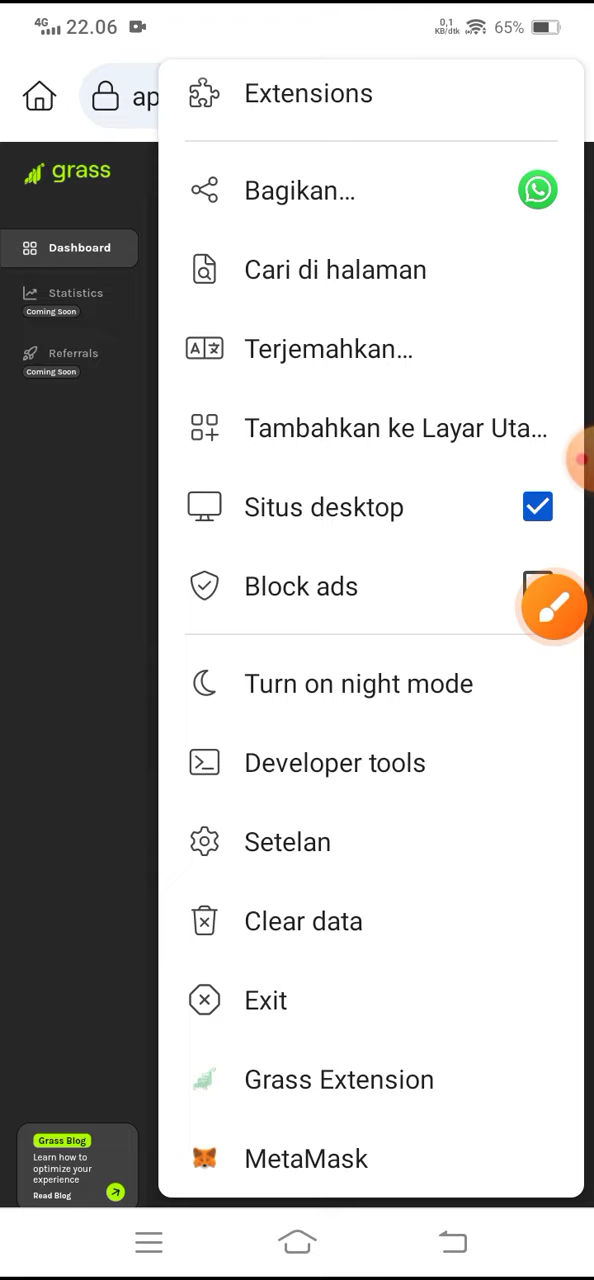 4G 22.06 0,1 KB/dtk 65%
ap
Extensions
Bagikan...
Cari di halaman
Terjemahkan...
Tambahkan ke Layar Uta...
Situs desktop
Block ads
Turn on night mode
Developer tools
Setelan
Clear data
Exit
Grass Extension
MetaMask
grass
Dashboard
Statistics
Coming Soon
Referrals
Coming Soon
Grass Blog
Learn how to
optimize your
experience
Read Blog